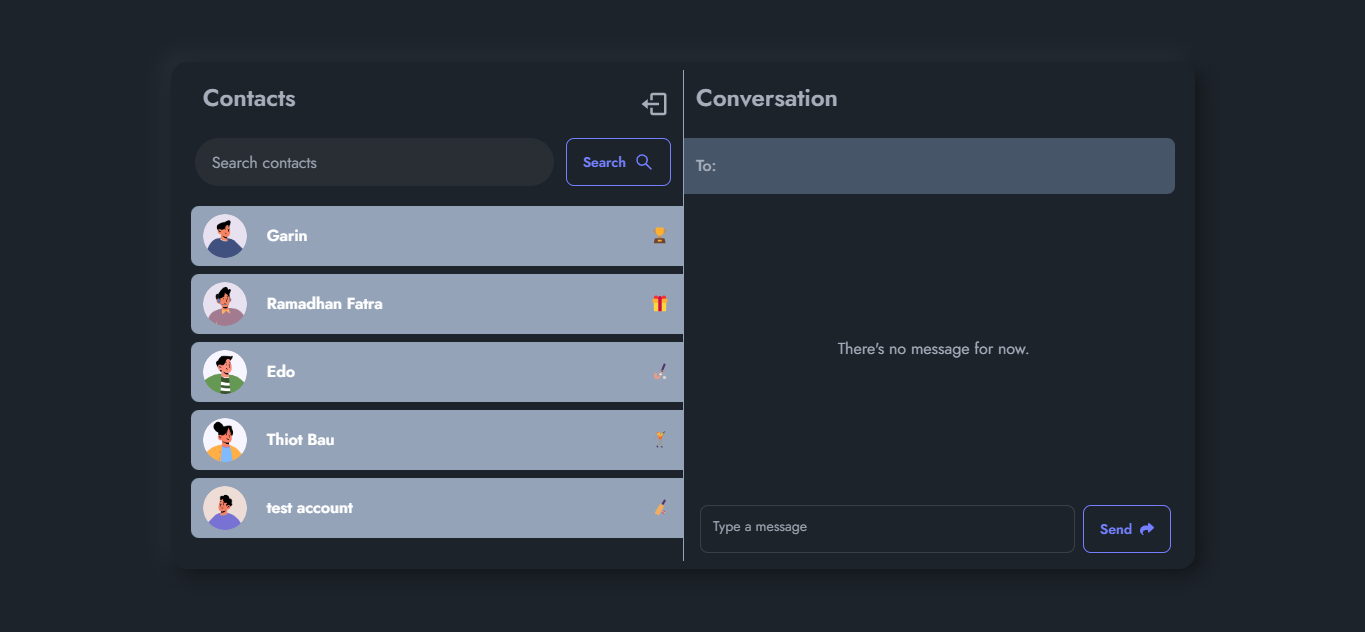 Contacts
Search contacts
Search
Garin
Ramadhan Fatra
Edo
Thiot Bau
test account
Conversation
To:
There's no message for now.
Type a message
Send